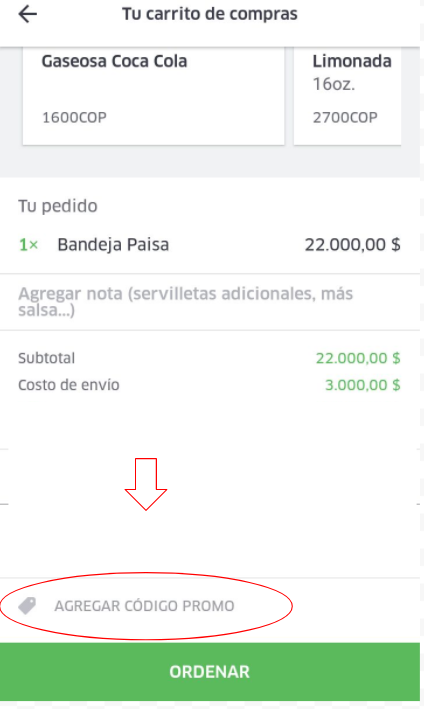 Tu carrito de compras
Gaseosa Coca Cola
1600COP
Limonada
16oz.
2700COP
Tu pedido
1× Bandeja Paisa 22.000,00 $
Agregar nota (servilletas adicionales, más
salsa...)
Subtotal 22.000,00 $
Costo de envío 3.000,00 $
AGREGAR CÓDIGO PROMO
ORDENAR